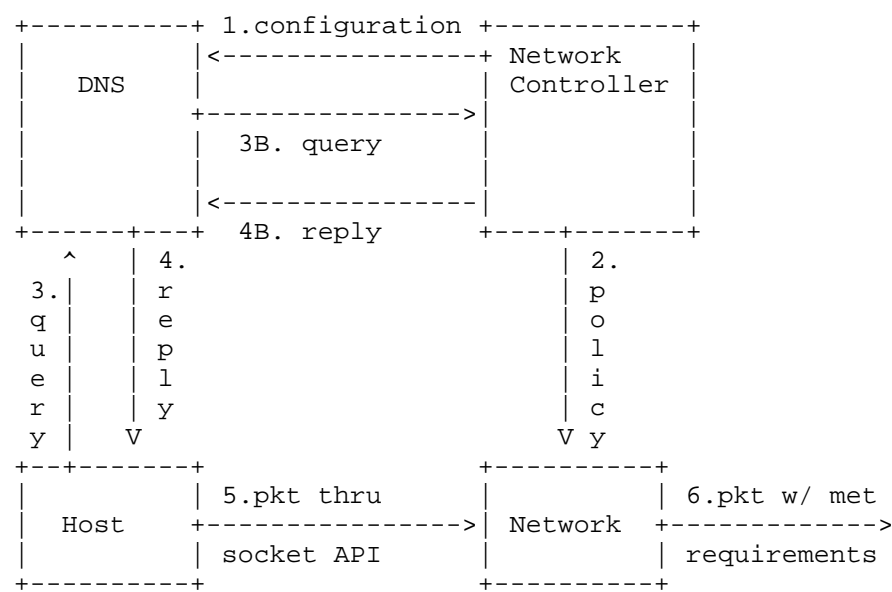 1.configuration
Network
DNS
Controller
3B. query
4B. reply
3.
query
4.
reply
2.
policy
5.pkt thru
6.pkt w/ met
Host
Network
socket API
requirements